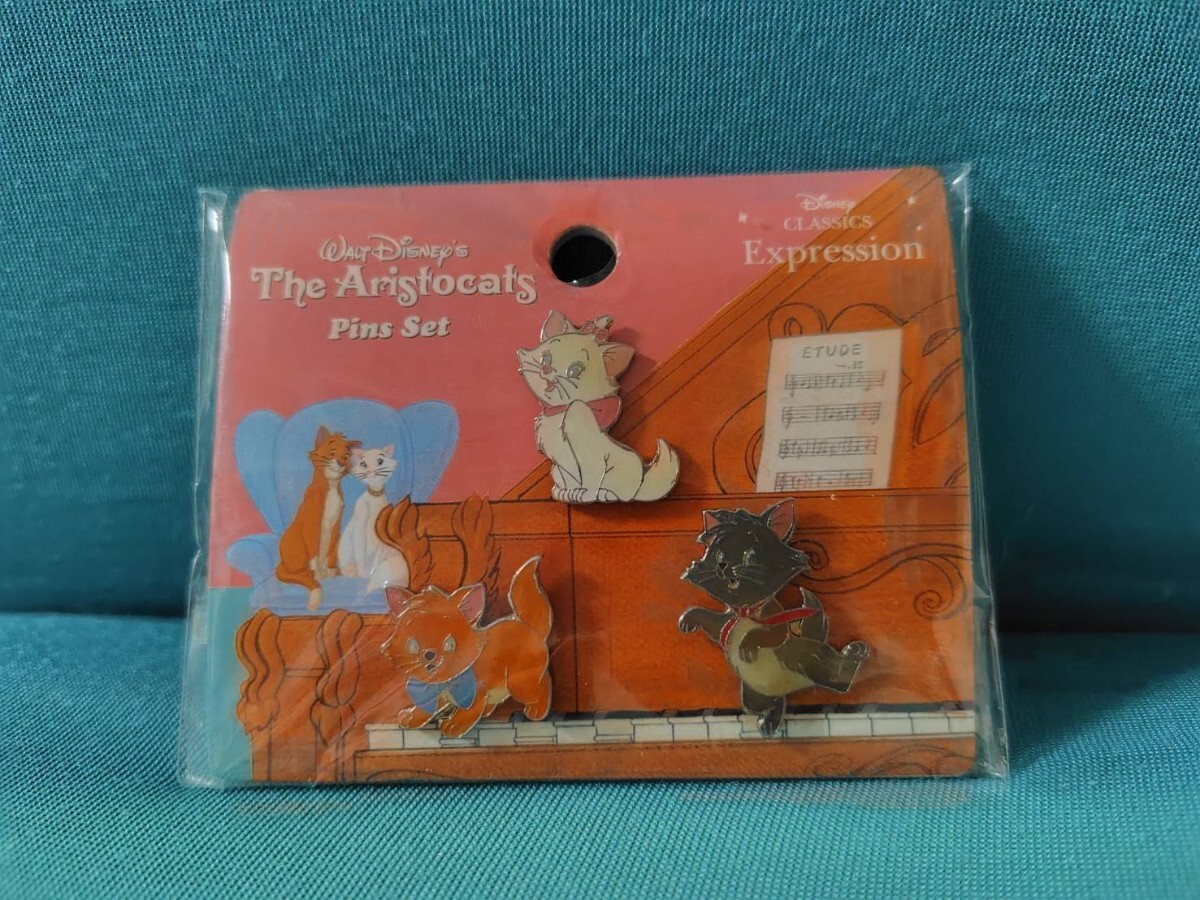 Walt Disney's
The Aristocats
Pins Set
Disney
CLASSICS
Expression
ETUDE